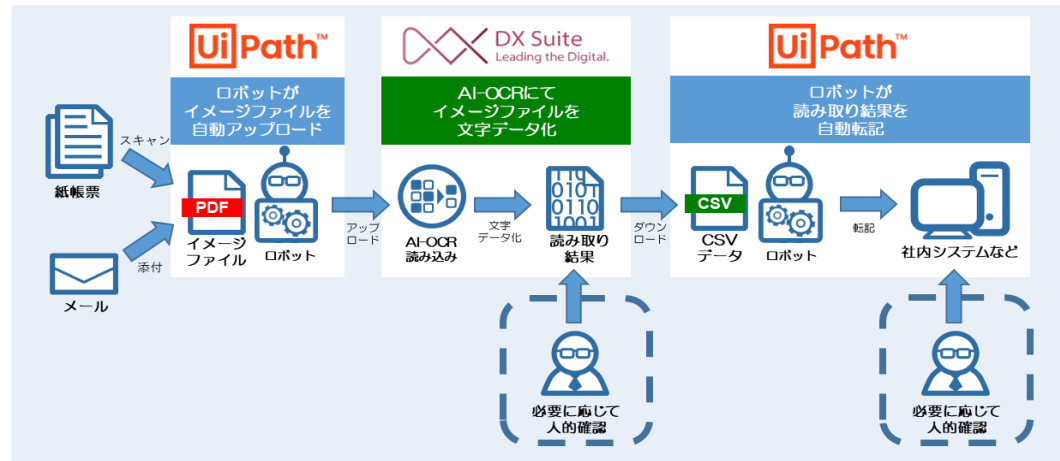 UiPath™
DX Suite
Leading the Digital.
UiPath™
ロボットが
イメージファイルを
自動アップロード
AI-OCRにて
イメージファイルを
文字データ化
ロボットが
読み取り結果を
自動転記
スキャン
紙帳票
添付
メール
PDF
イメージ
ファイル
ロボット
アップ
ロード
AI-OCR
読み込み
文字
データ化
読み取り
結果
ダウン
ロード
CSV
CSV
データ
ロボット
転記
社内システムなど
必要に応じて
人的確認
必要に応じて
人的確認